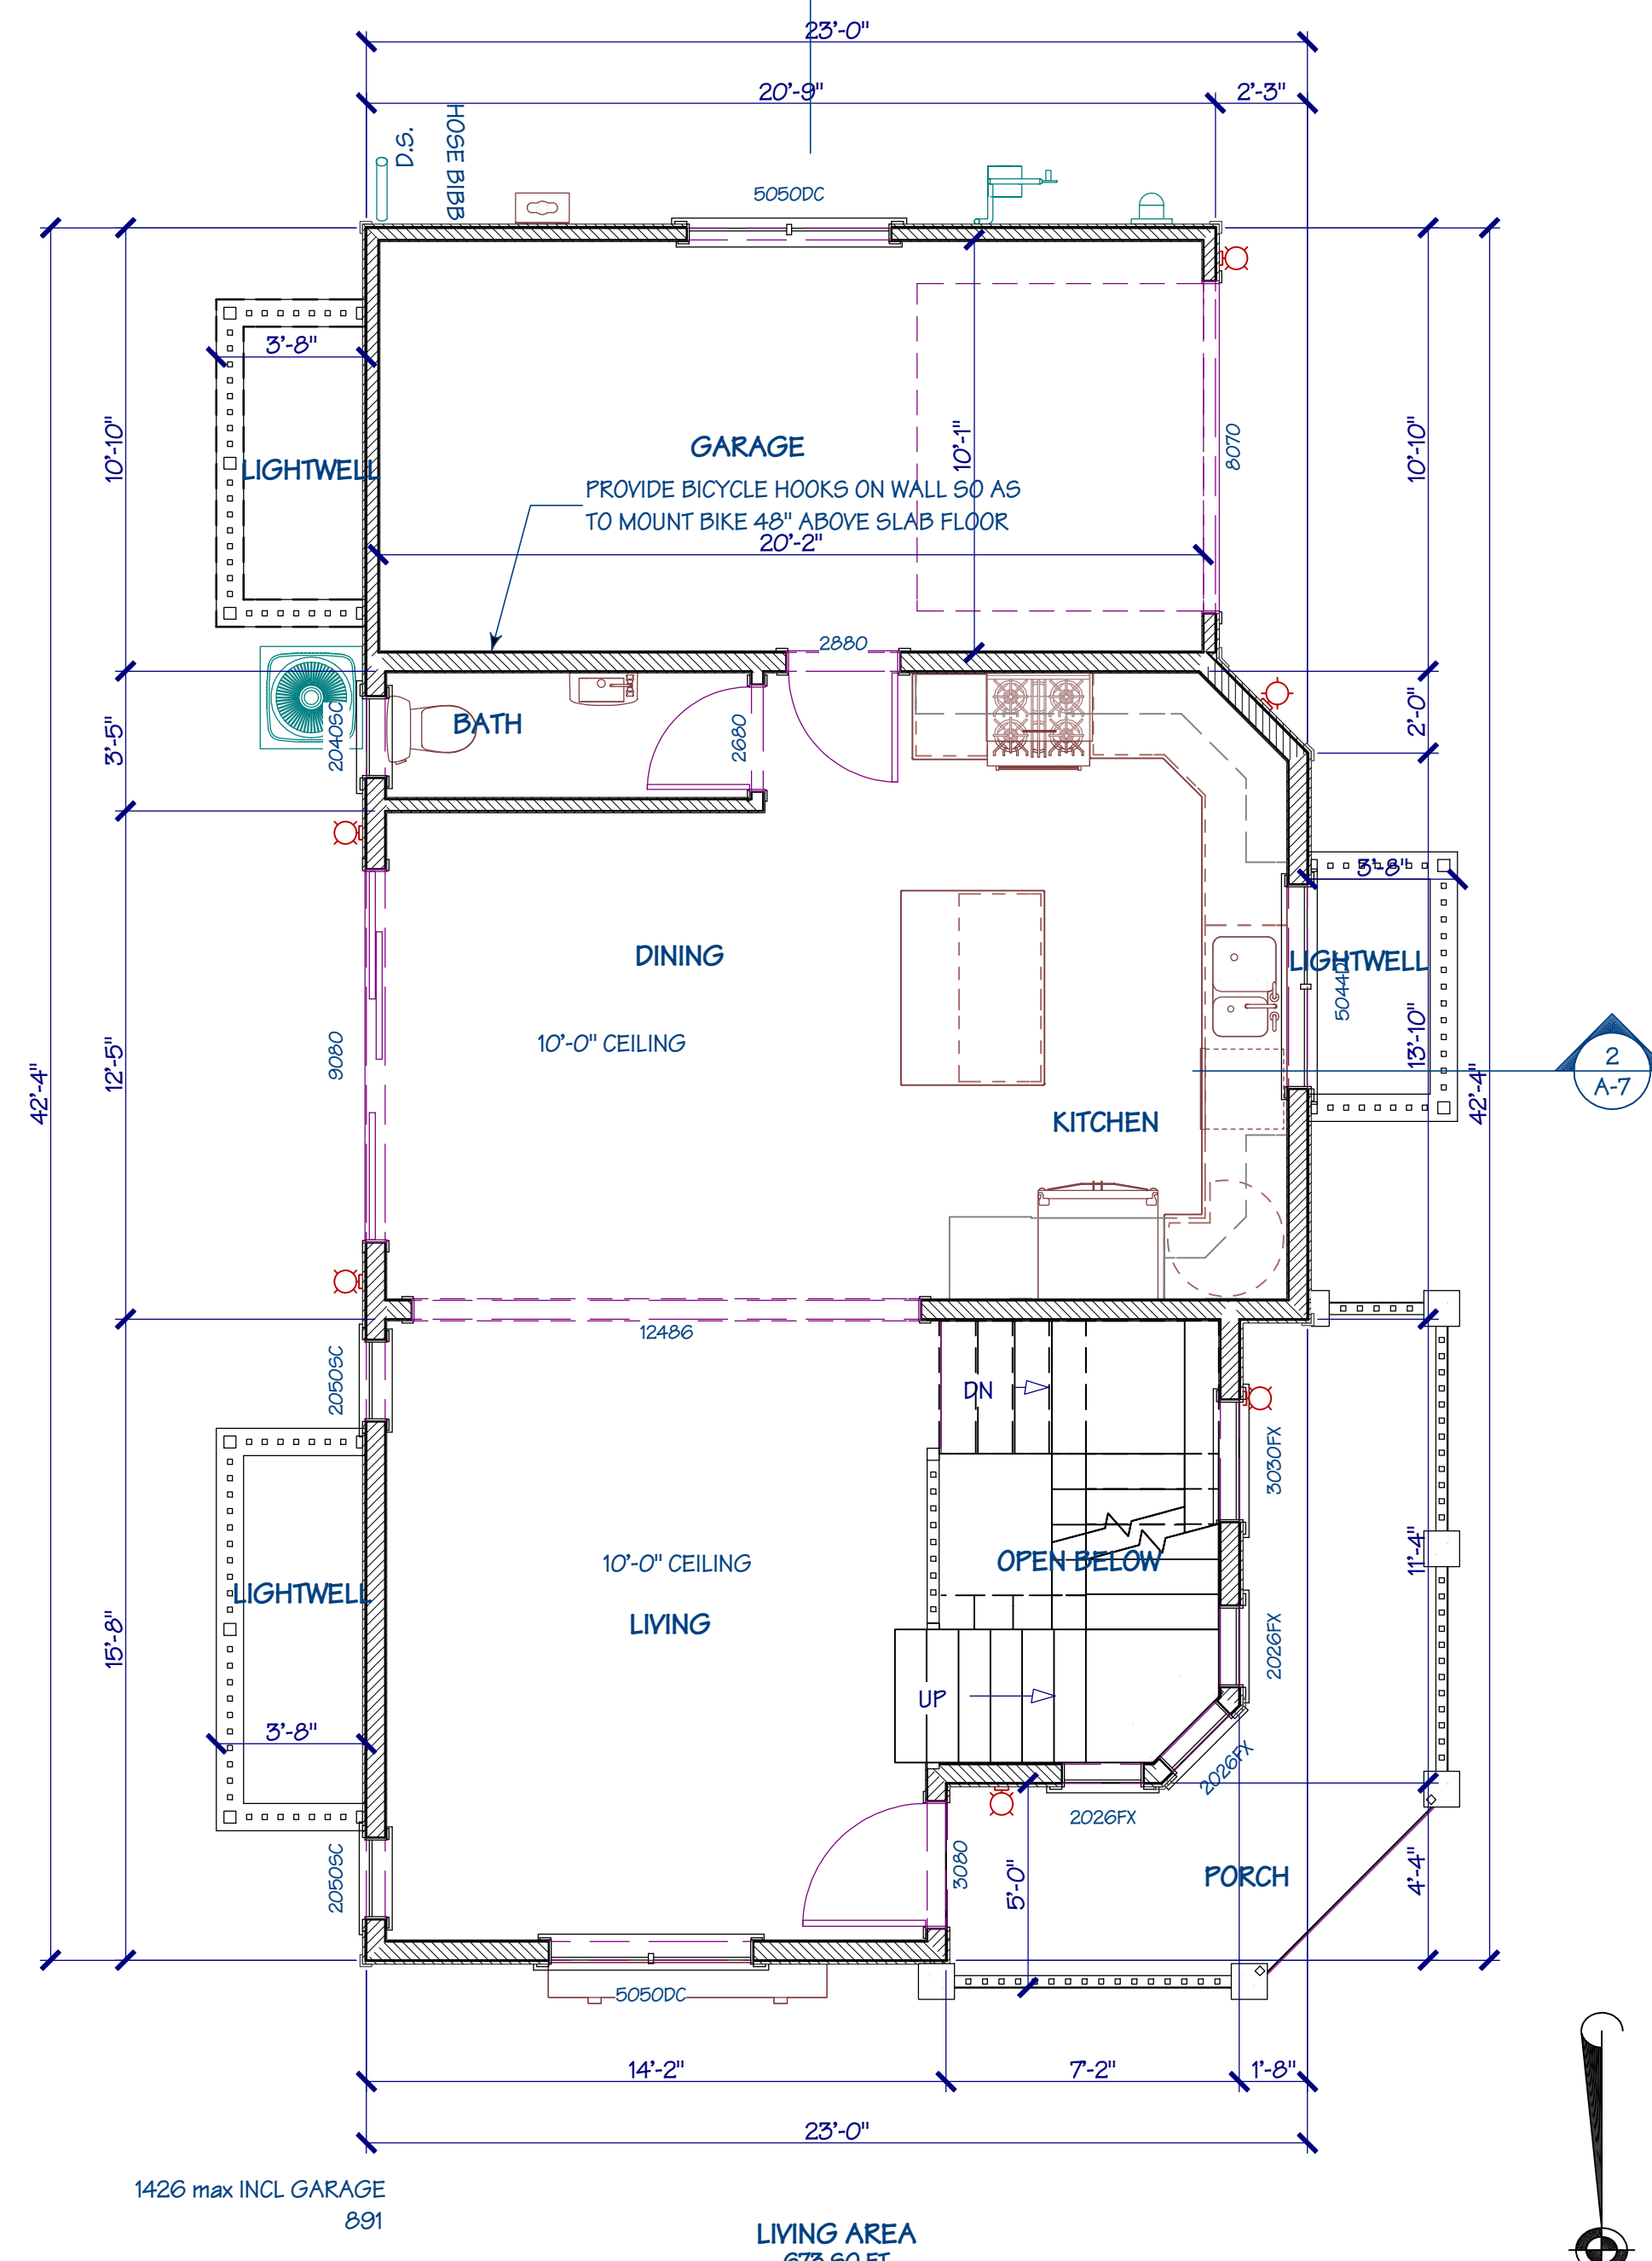 23'-0"
20'-9"
2'-3"
D.S.
HOSE BIBB
5050DC
3'-8"
10'-10"
LIGHTWELL
GARAGE
PROVIDE BICYCLE HOOKS ON WALL SO AS
TO MOUNT BIKE 48" ABOVE SLAB FLOOR
20'-2"
10'-1"
8070
10'-10"
2880
3'-5"
2040SC
BATH
2680
2'-0"
3'-8"
DINING
LIGHTWELL
10'-0" CEILING
9080
12'-5"
42'-4"
13'-10"
42'-4"
2
A-7
KITCHEN
12486
2050SC
DN
3030FX
10'-0" CEILING
OPEN BELOW
11'-4"
LIGHTWELL
LIVING
15'-8"
2026FX
UP
3'-8"
2026FX
2026FX
2050SC
3080
5'-0"
PORCH
4'-4"
5050DC
14'-2"
7'-2"
1'-8"
23'-0"
1426 max INCL GARAGE
891
LIVING AREA
673 SQ FT